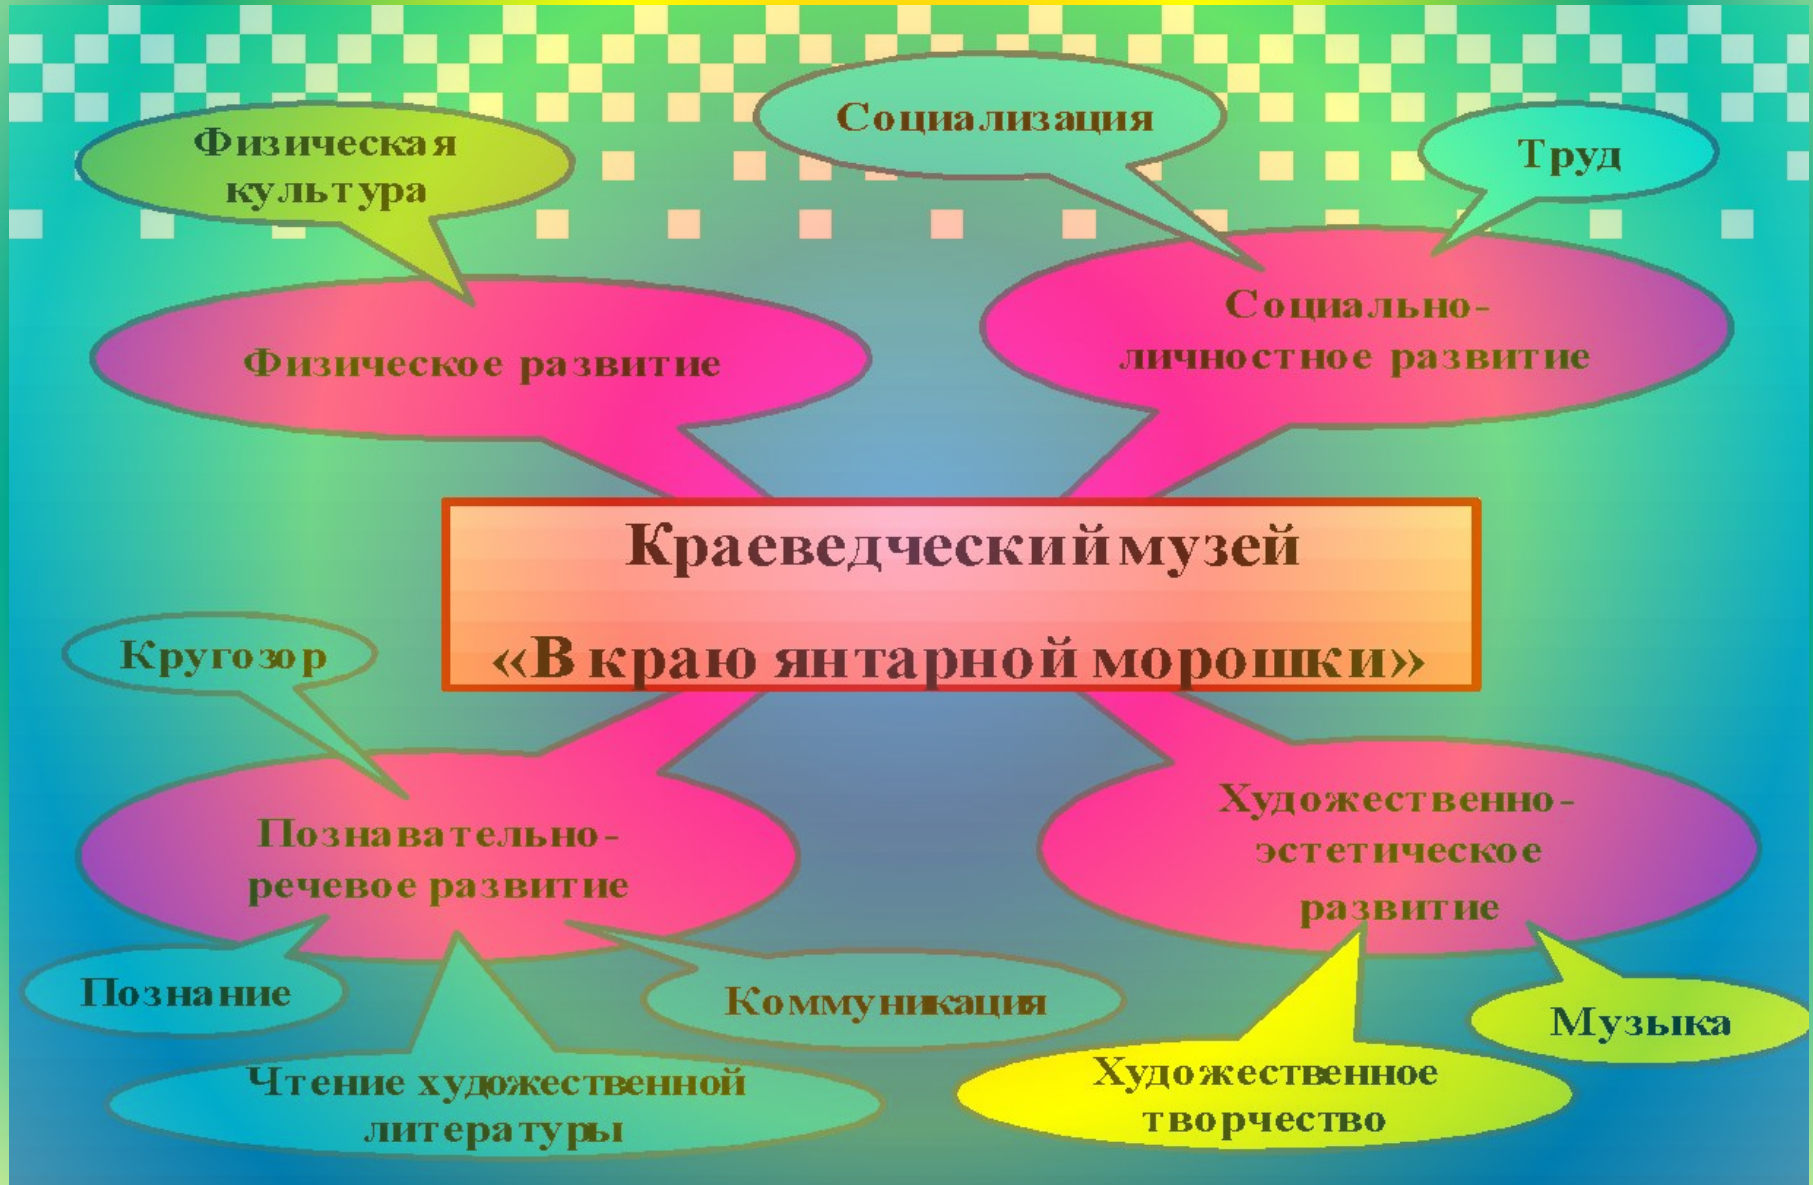 Социализация
Физическая
культура
Труд
Социально-
личностное развитие
Физическое развитие
Краеведческий музей
«В краю янтарной морошки»
Кругозор
Познавательно-
речевое развитие
Художественно-
эстетическое
развитие
Познание
Коммуникация
Музыка
Чтение художественной
литературы
Художественное
творчество